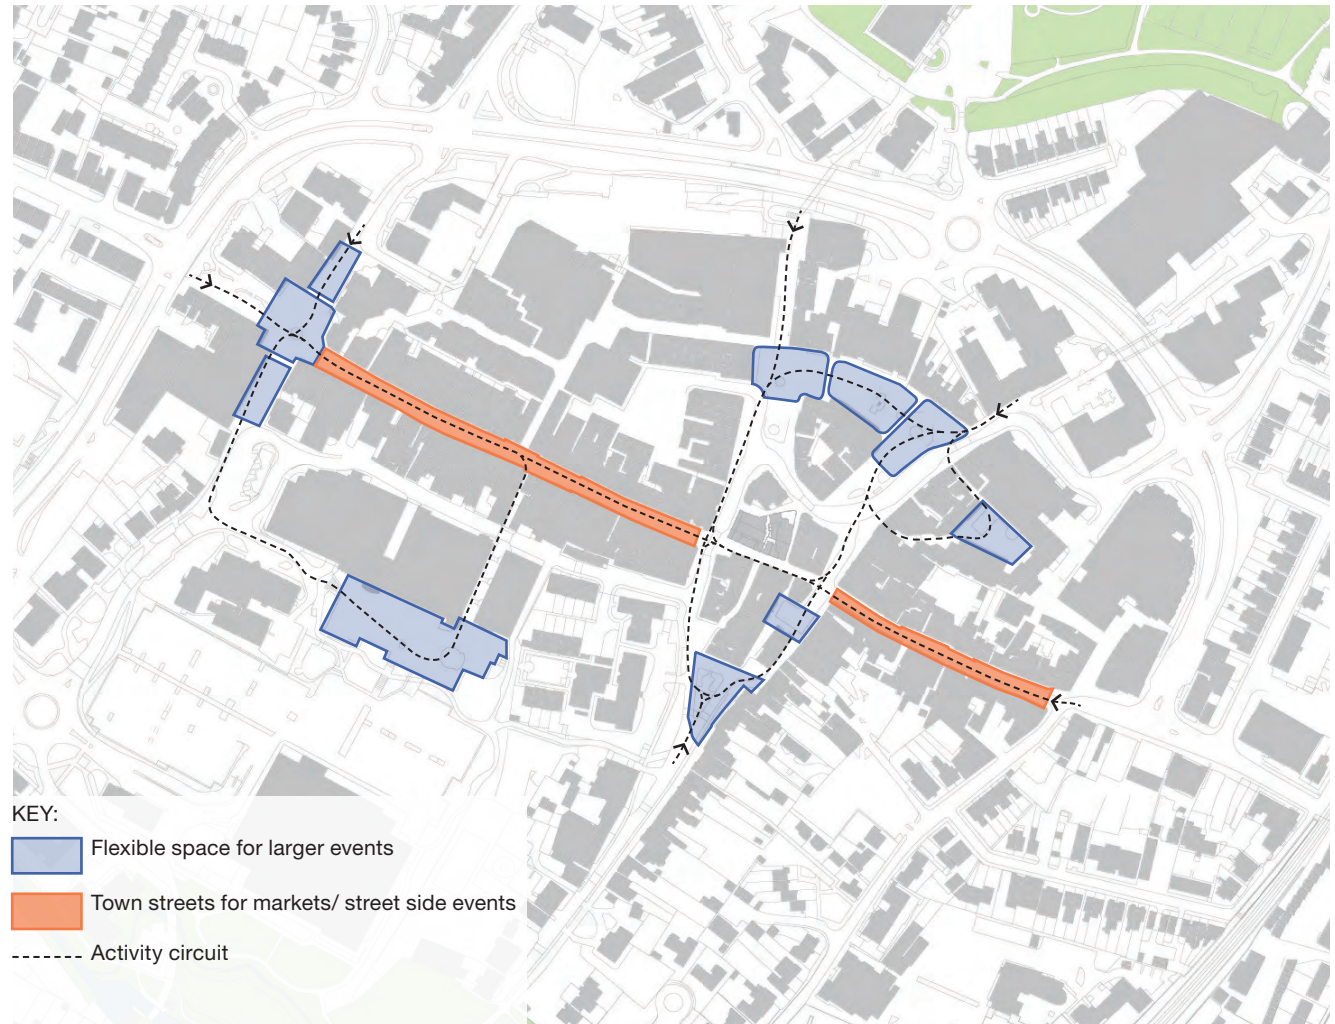 KEY:
Flexible space for larger events
Town streets for markets/ street side events
Activity circuit